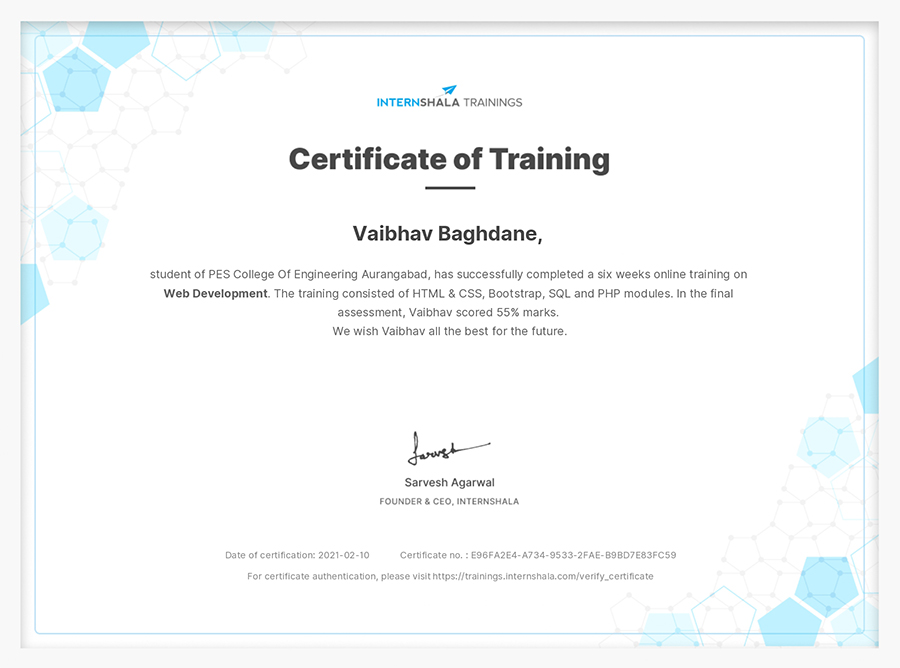 INTERNSHALA TRAININGS
Certificate of Training
Vaibhav Baghdane,
student of PES College Of Engineering Aurangabad, has successfully completed a six weeks online training on
Web Development. The training consisted of HTML & CSS, Bootstrap, SQL and PHP modules. In the final
assessment, Vaibhav scored 55% marks.
We wish Vaibhav all the best for the future.
Sarvesh
Sarvesh Agarwal
FOUNDER & CEO, INTERNSHALA
Date of certification: 2021-02-10 Certificate no. : E96FA2E4-A734-9533-2FAE-B9BD7E83FC59
For certificate authentication, please visit https://trainings.internshala.com/verify_certificate